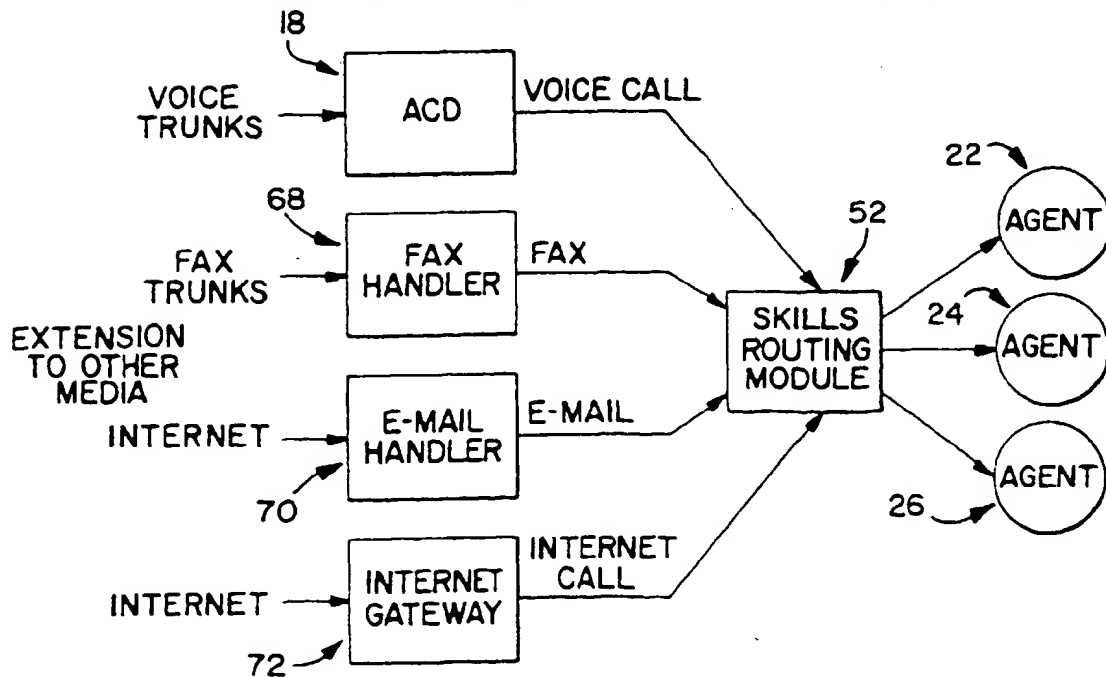 18
VOICE
TRUNKS
ACD
VOICE CALL
68
FAX
TRUNKS
FAX
HANDLER
FAX
EXTENSION
TO OTHER
MEDIA
INTERNET
E-MAIL
HANDLER
E-MAIL
70
INTERNET
INTERNET
GATEWAY
INTERNET
CALL
72
52
SKILLS
ROUTING
MODULE
22
AGENT
24
AGENT
AGENT
26